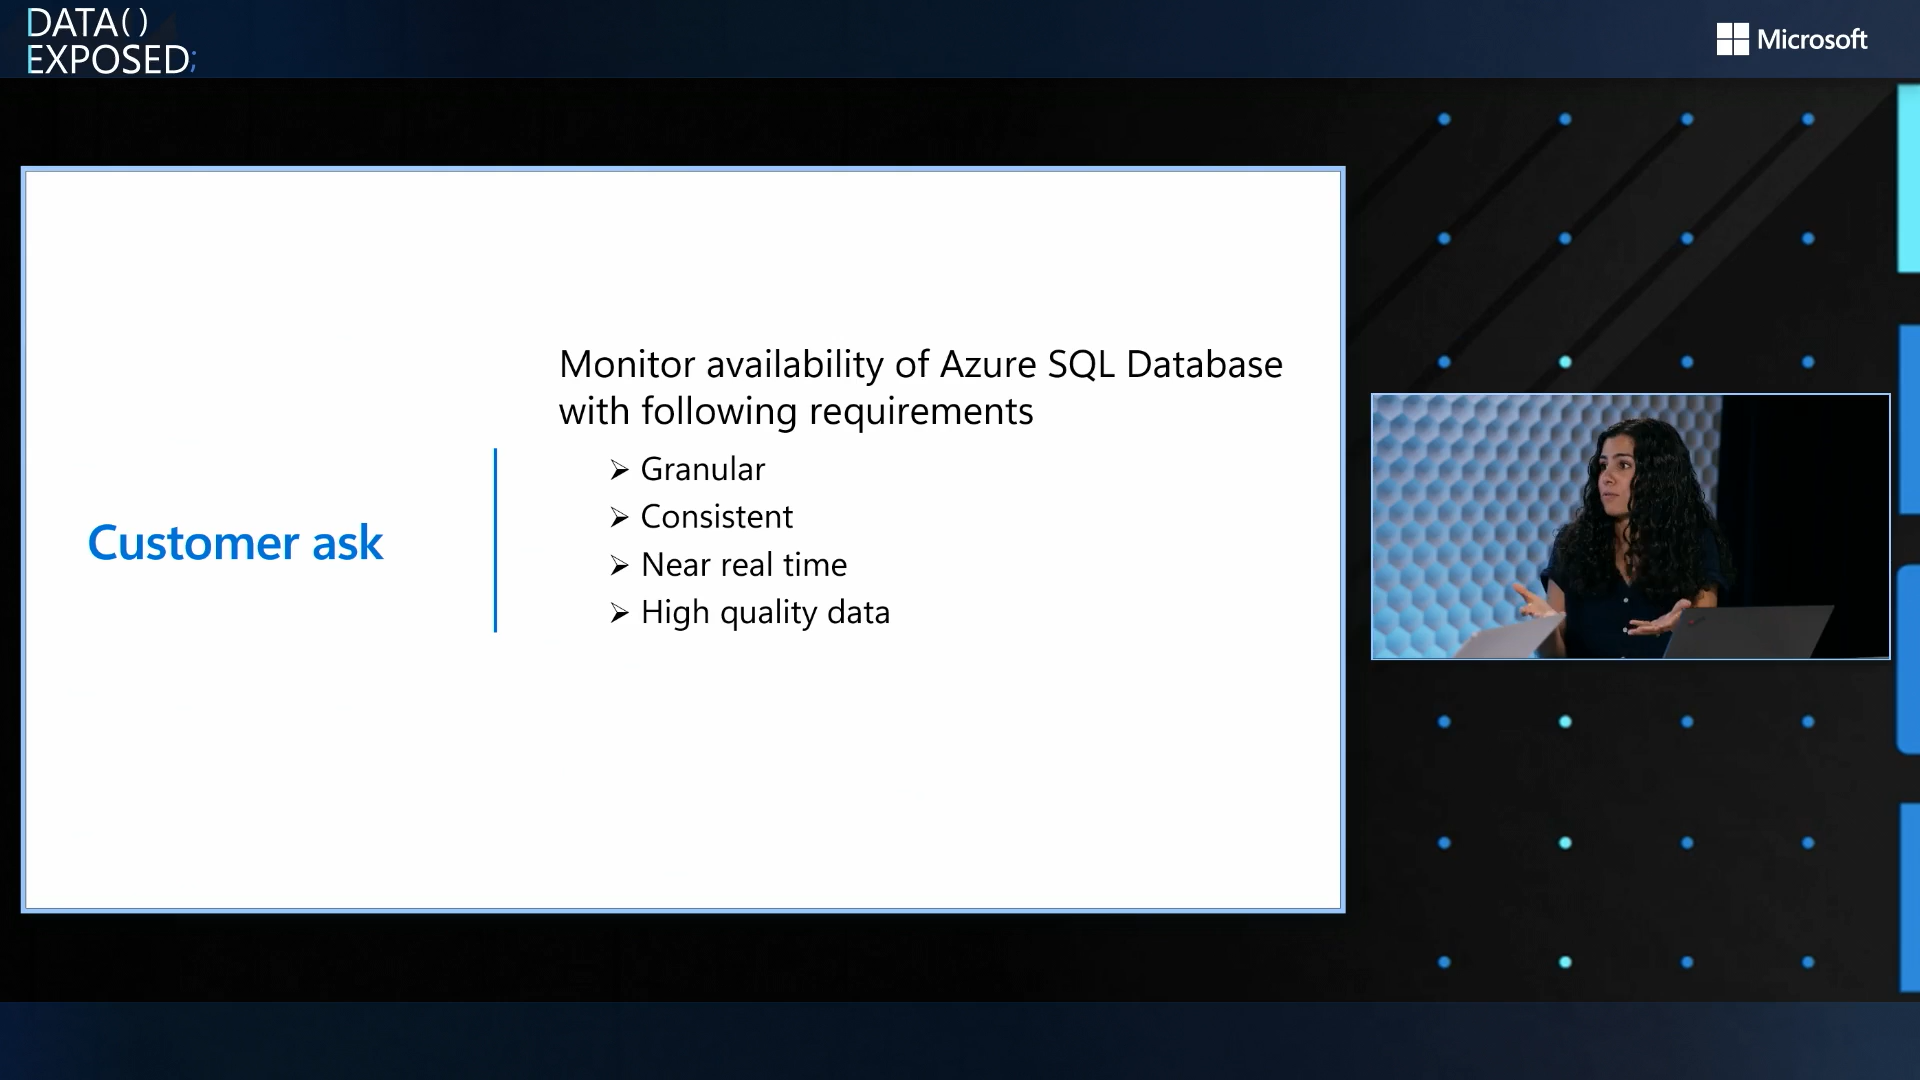 DATA()
EXPOSED;
Microsoft
Monitor availability of Azure SQL Database
with following requirements
➢ Granular
➢ Consistent
➢ Near real time
➢ High quality data
Customer ask